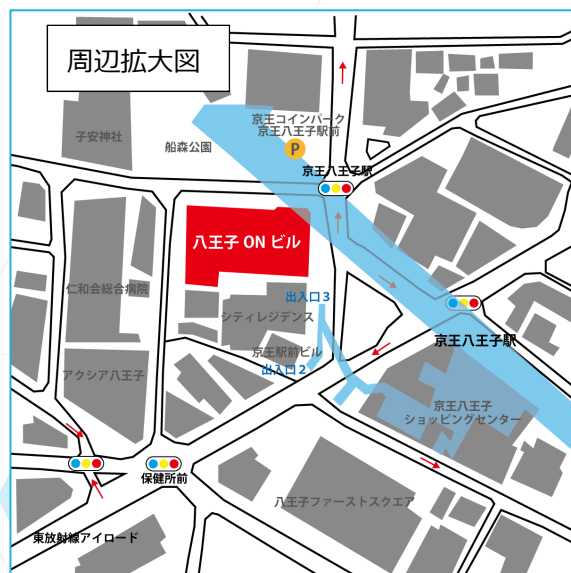 周辺拡大図
京王コインパーク
京王八王子駅前
P
子安神社
船森公園
京王八王子駅
八王子 ON ビル
仁和会総合病院
出入口3
シティレジデンス
京王八王子駅
京王駅前ビル
出入口2
アクシア八王子
京王八王子
ショッピングセンター
保健所前
八王子ファーストスクエア
東放射線アイロード